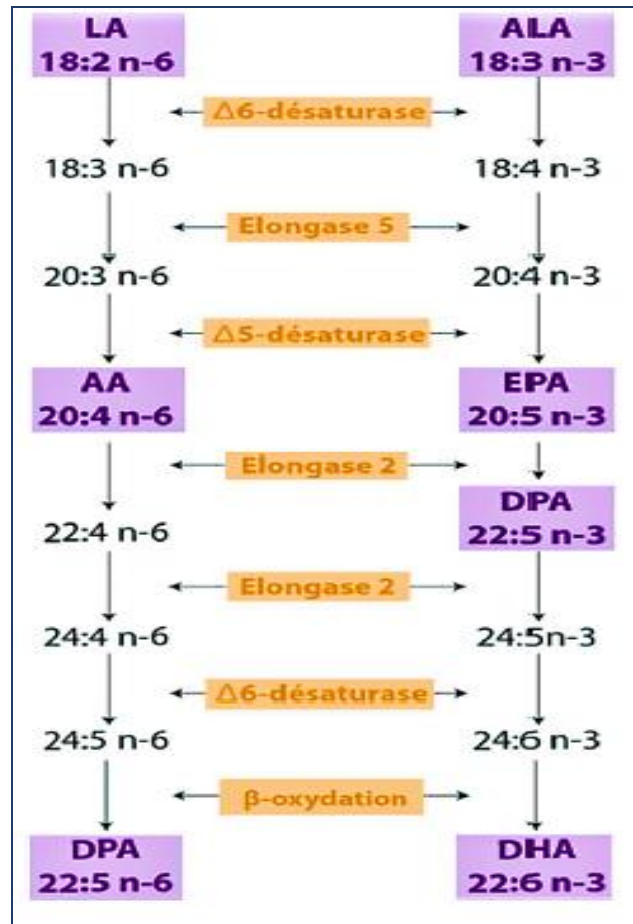 LA
18:2 n-6
ALA
18:3 n-3
Δ6-désaturase
18:3 n-6
18:4 n-3
Elongase 5
20:3 n-6
20:4 n-3
Δ5-désaturase
AA
20:4 n-6
EPA
20:5 n-3
Elongase 2
DPA
22:5 n-3
22:4 n-6
Elongase 2
24:4 n-6
24:5n-3
Δ6-désaturase
24:5 n-6
24:6 n-3
β-oxydation
DPA
22:5 n-6
DHA
22:6 n-3